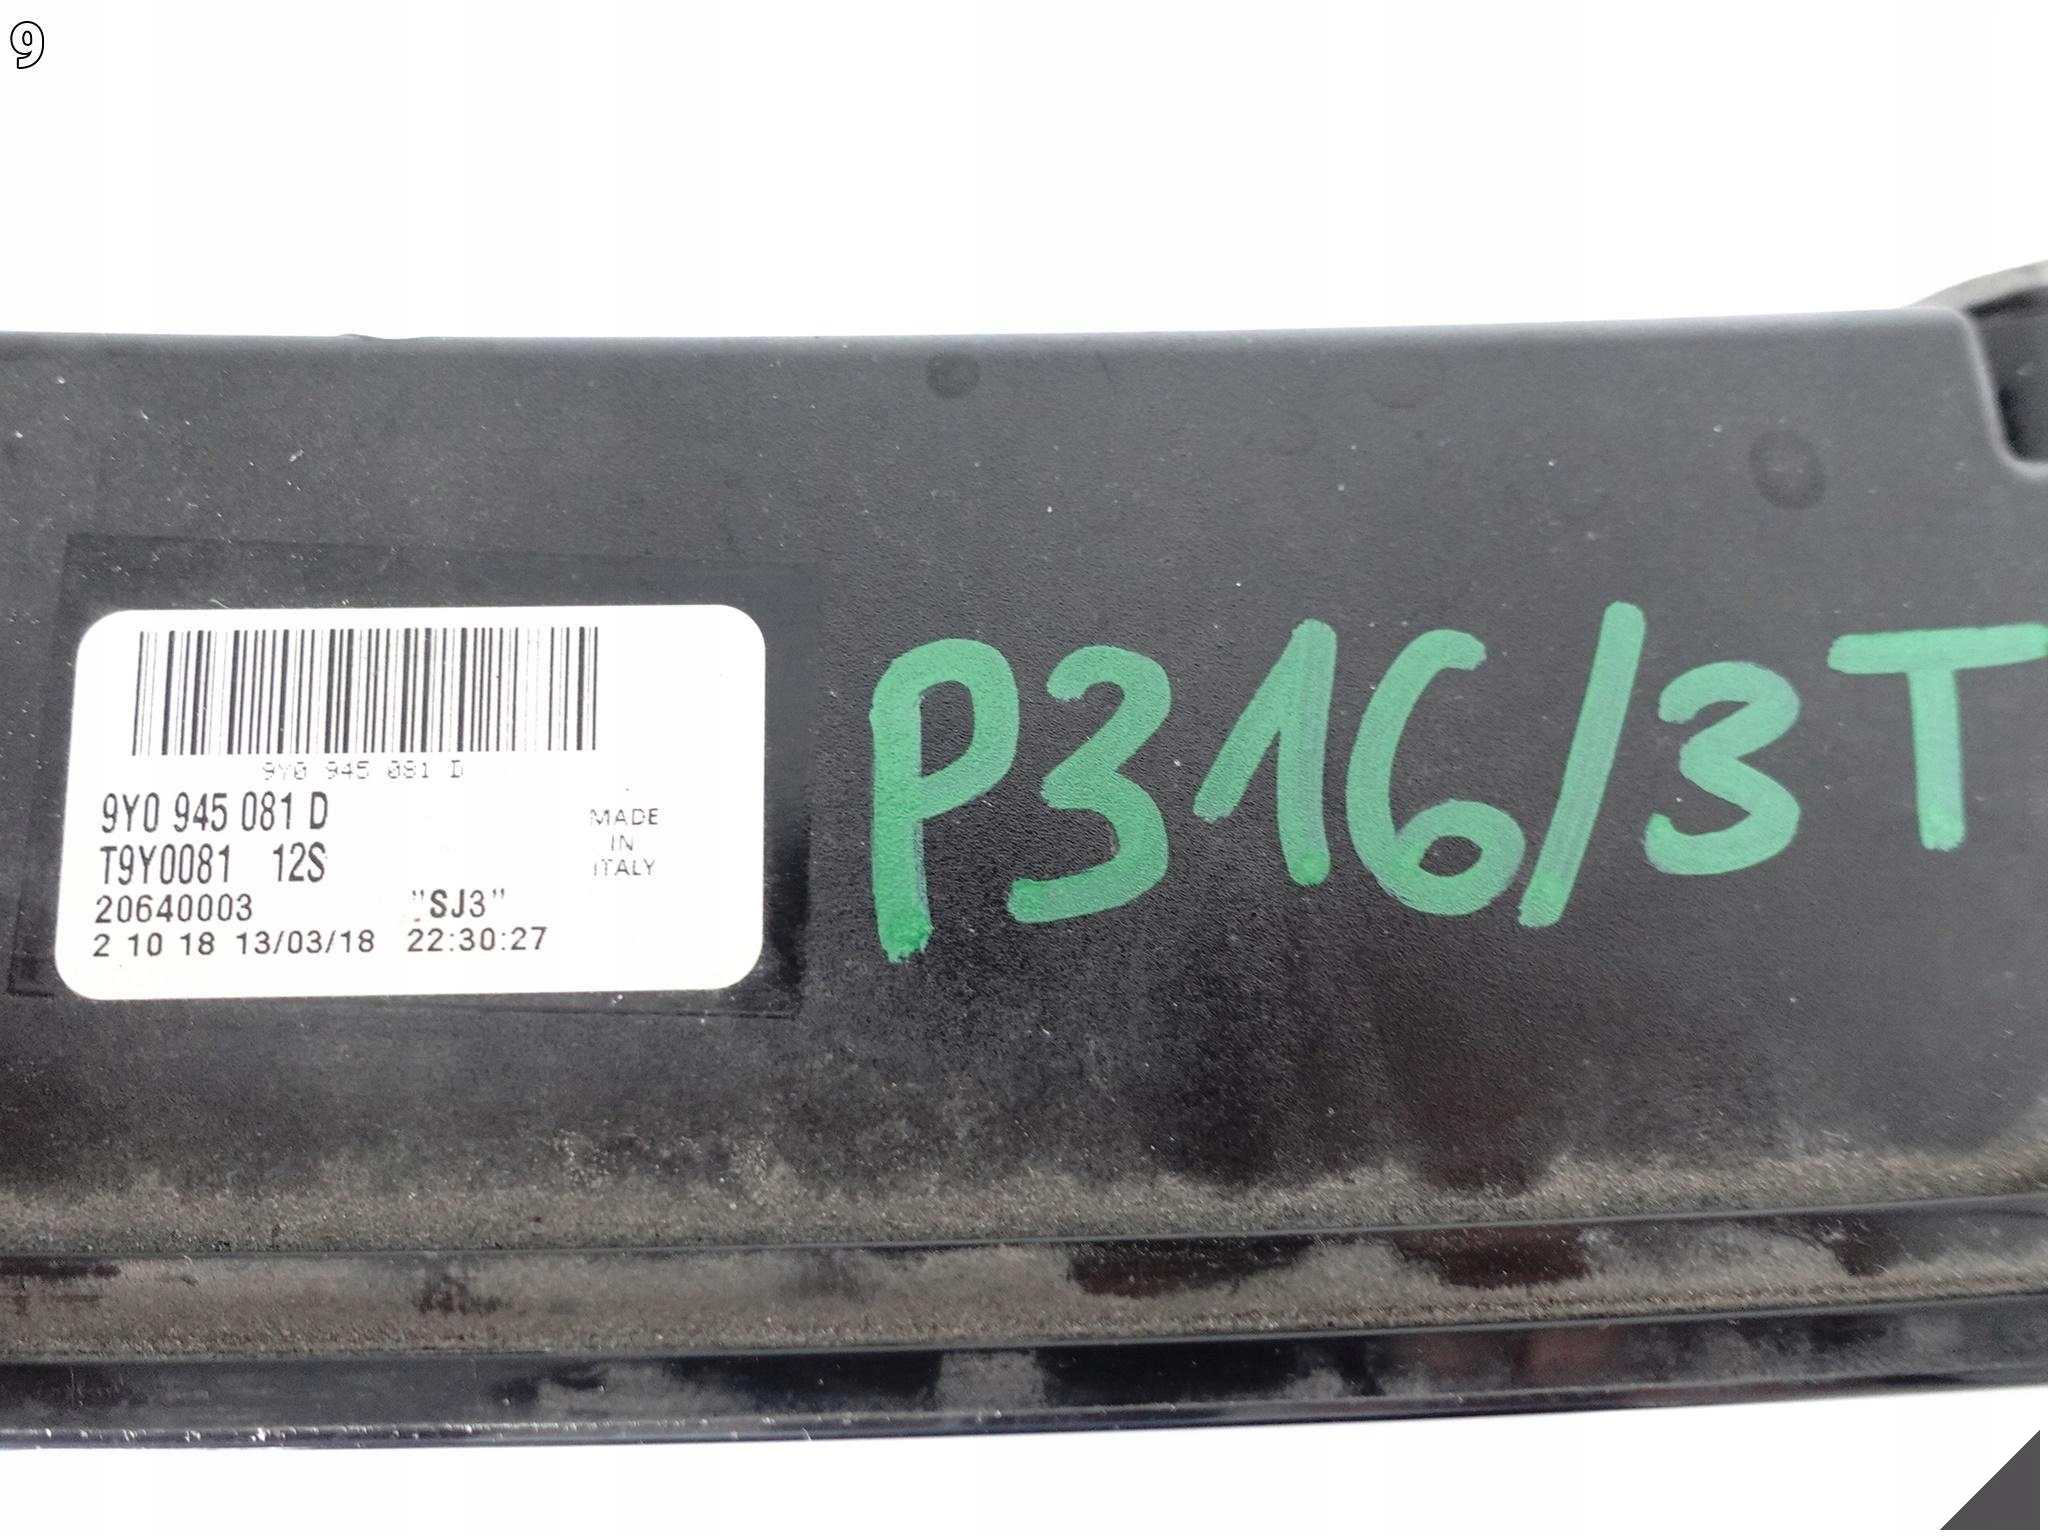 9
9Y0 945 081 D
9Y0 945 081 D
T9Y0081 12S
MADE
IN
ITALY
20640003 "SJ3"
2 10 18 13/03/18 22:30:27
P316/3T